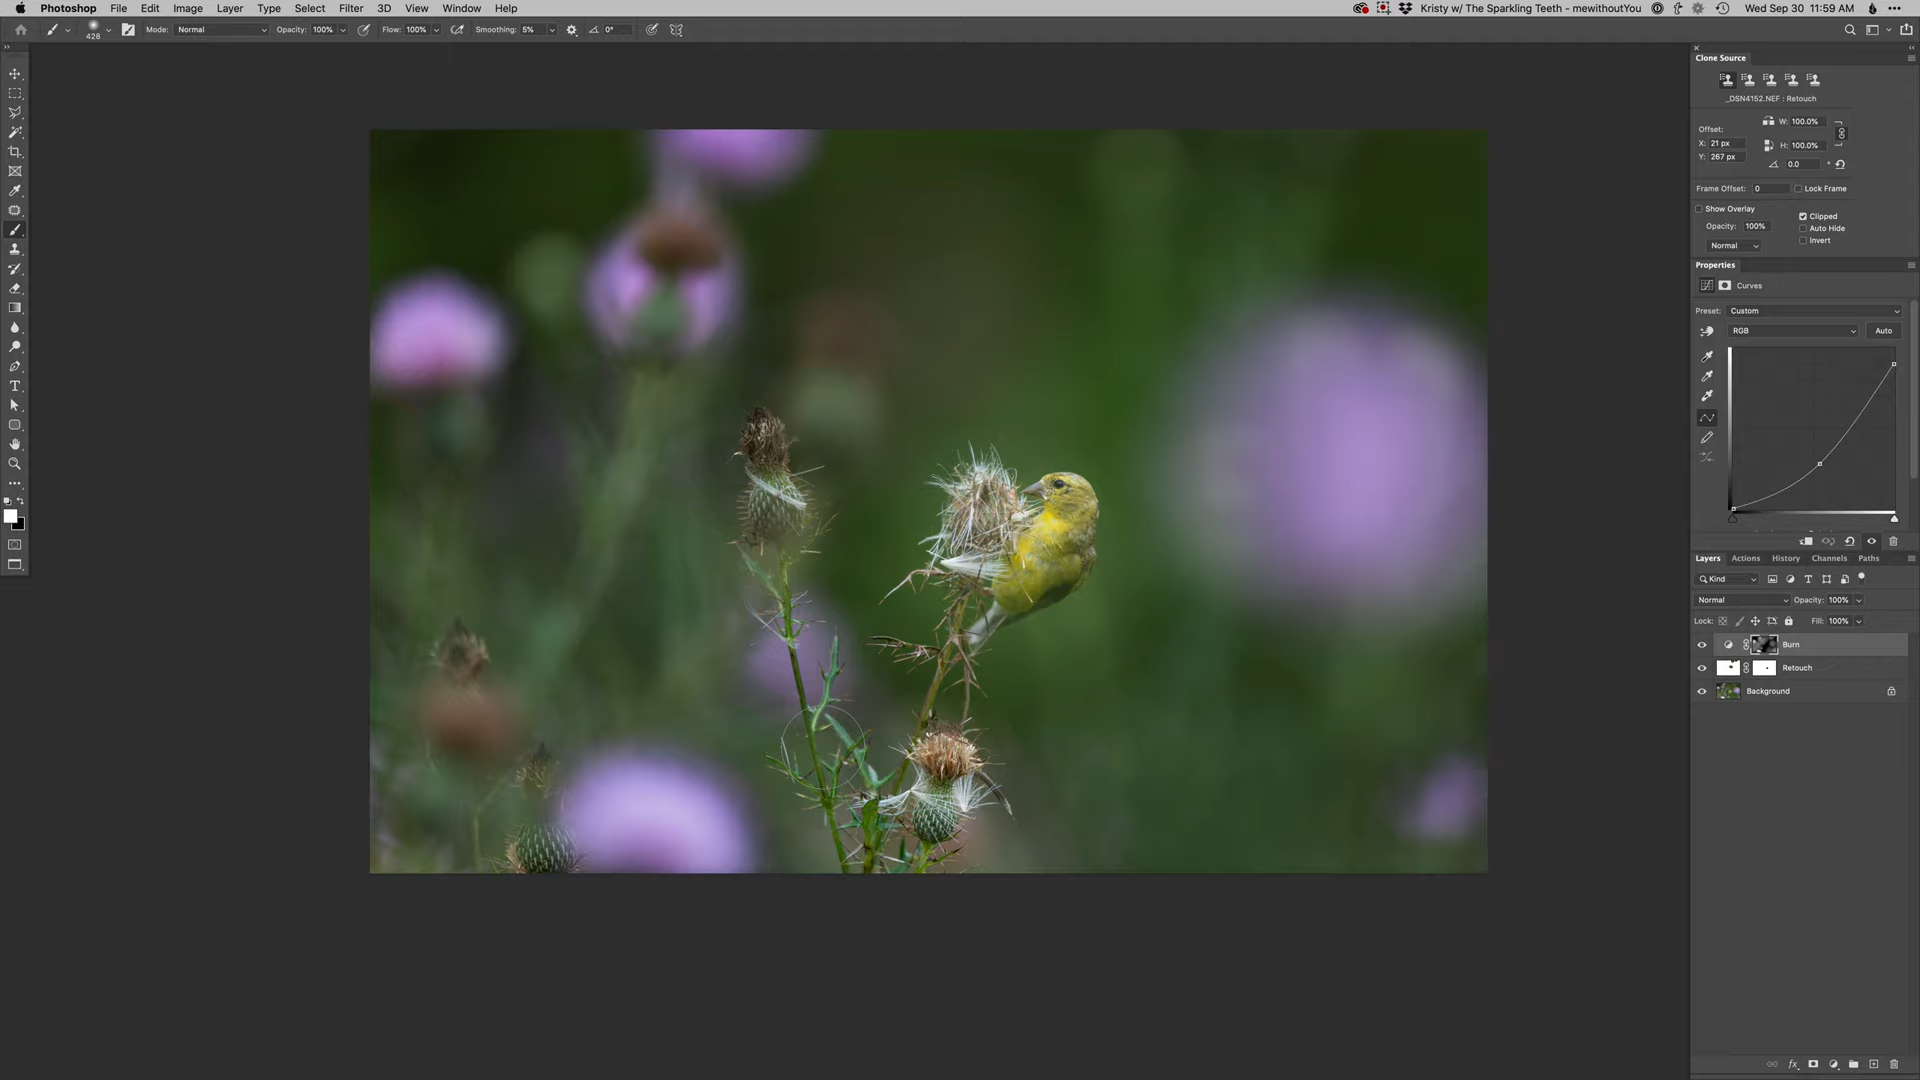 Photoshop File Edit Image Layer Type Select Filter 3D View Window Help
Kristy w/ The Sparkling Teeth - mewithoutYou
Wed Sep 30 11:59 AM
428
Mode: Normal
Opacity: 100%
Flow: 100%
Smoothing: 5%
0°
Clone Source
_DSN4152.NEF : Retouch
Offset:
W: 100.0%
X: 21 px
H: 100.0%
Y: 267 px
0.0 °
Frame Offset: 0
Lock Frame
Show Overlay
Clipped
Opacity: 100%
Auto Hide
Normal
Invert
Properties
Curves
Preset: Custom
RGB
Auto
Layers Actions History Channels Paths
Kind
Normal
Opacity: 100%
Lock:
Fill: 100%
Burn
Retouch
Background
fx